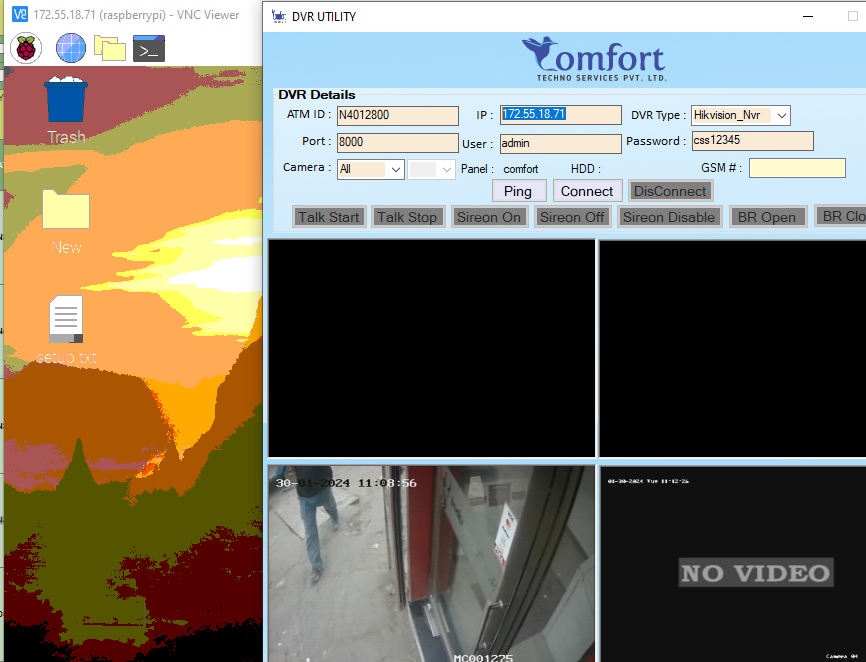 172.55.18.71 (raspberrypi) - VNC Viewer
DVR UTILITY
Comfort
TECHNO SERVICES PVT. LTD.
DVR Details
ATM ID : N4012800 IP : 172.55.18.71 DVR Type : Hikvision_Nvr
Port : 8000 User : admin Password : css12345
Camera : All Panel : comfort HDD : GSM # :
Ping Connect DisConnect
Talk Start Talk Stop Sireon On Sireon Off Sireon Disable BR Open BR Clo
Trash
New
setup.txt
30-01-2024 11:08:56
MC001275
01-30-2024 Tue 11:12:26
NO VIDEO
Camera 04